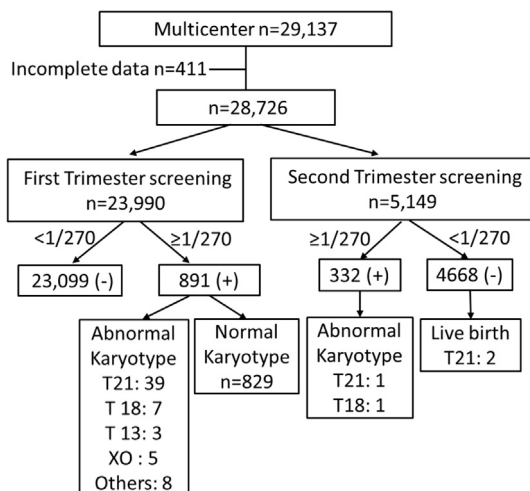 Multicenter n=29,137
Incomplete data n=411
n=28,726
First Trimester screening
n=23,990
Second Trimester screening
n=5,149
<1/270
≥1/270
≥1/270
<1/270
23,099 (-)
891 (+)
332 (+)
4668 (-)
Abnormal
Karyotype
T21: 39
T 18: 7
T 13: 3
XO : 5
Others: 8
Normal
Karyotype
n=829
Abnormal
Karyotype
T21: 1
T18: 1
Live birth
T21: 2